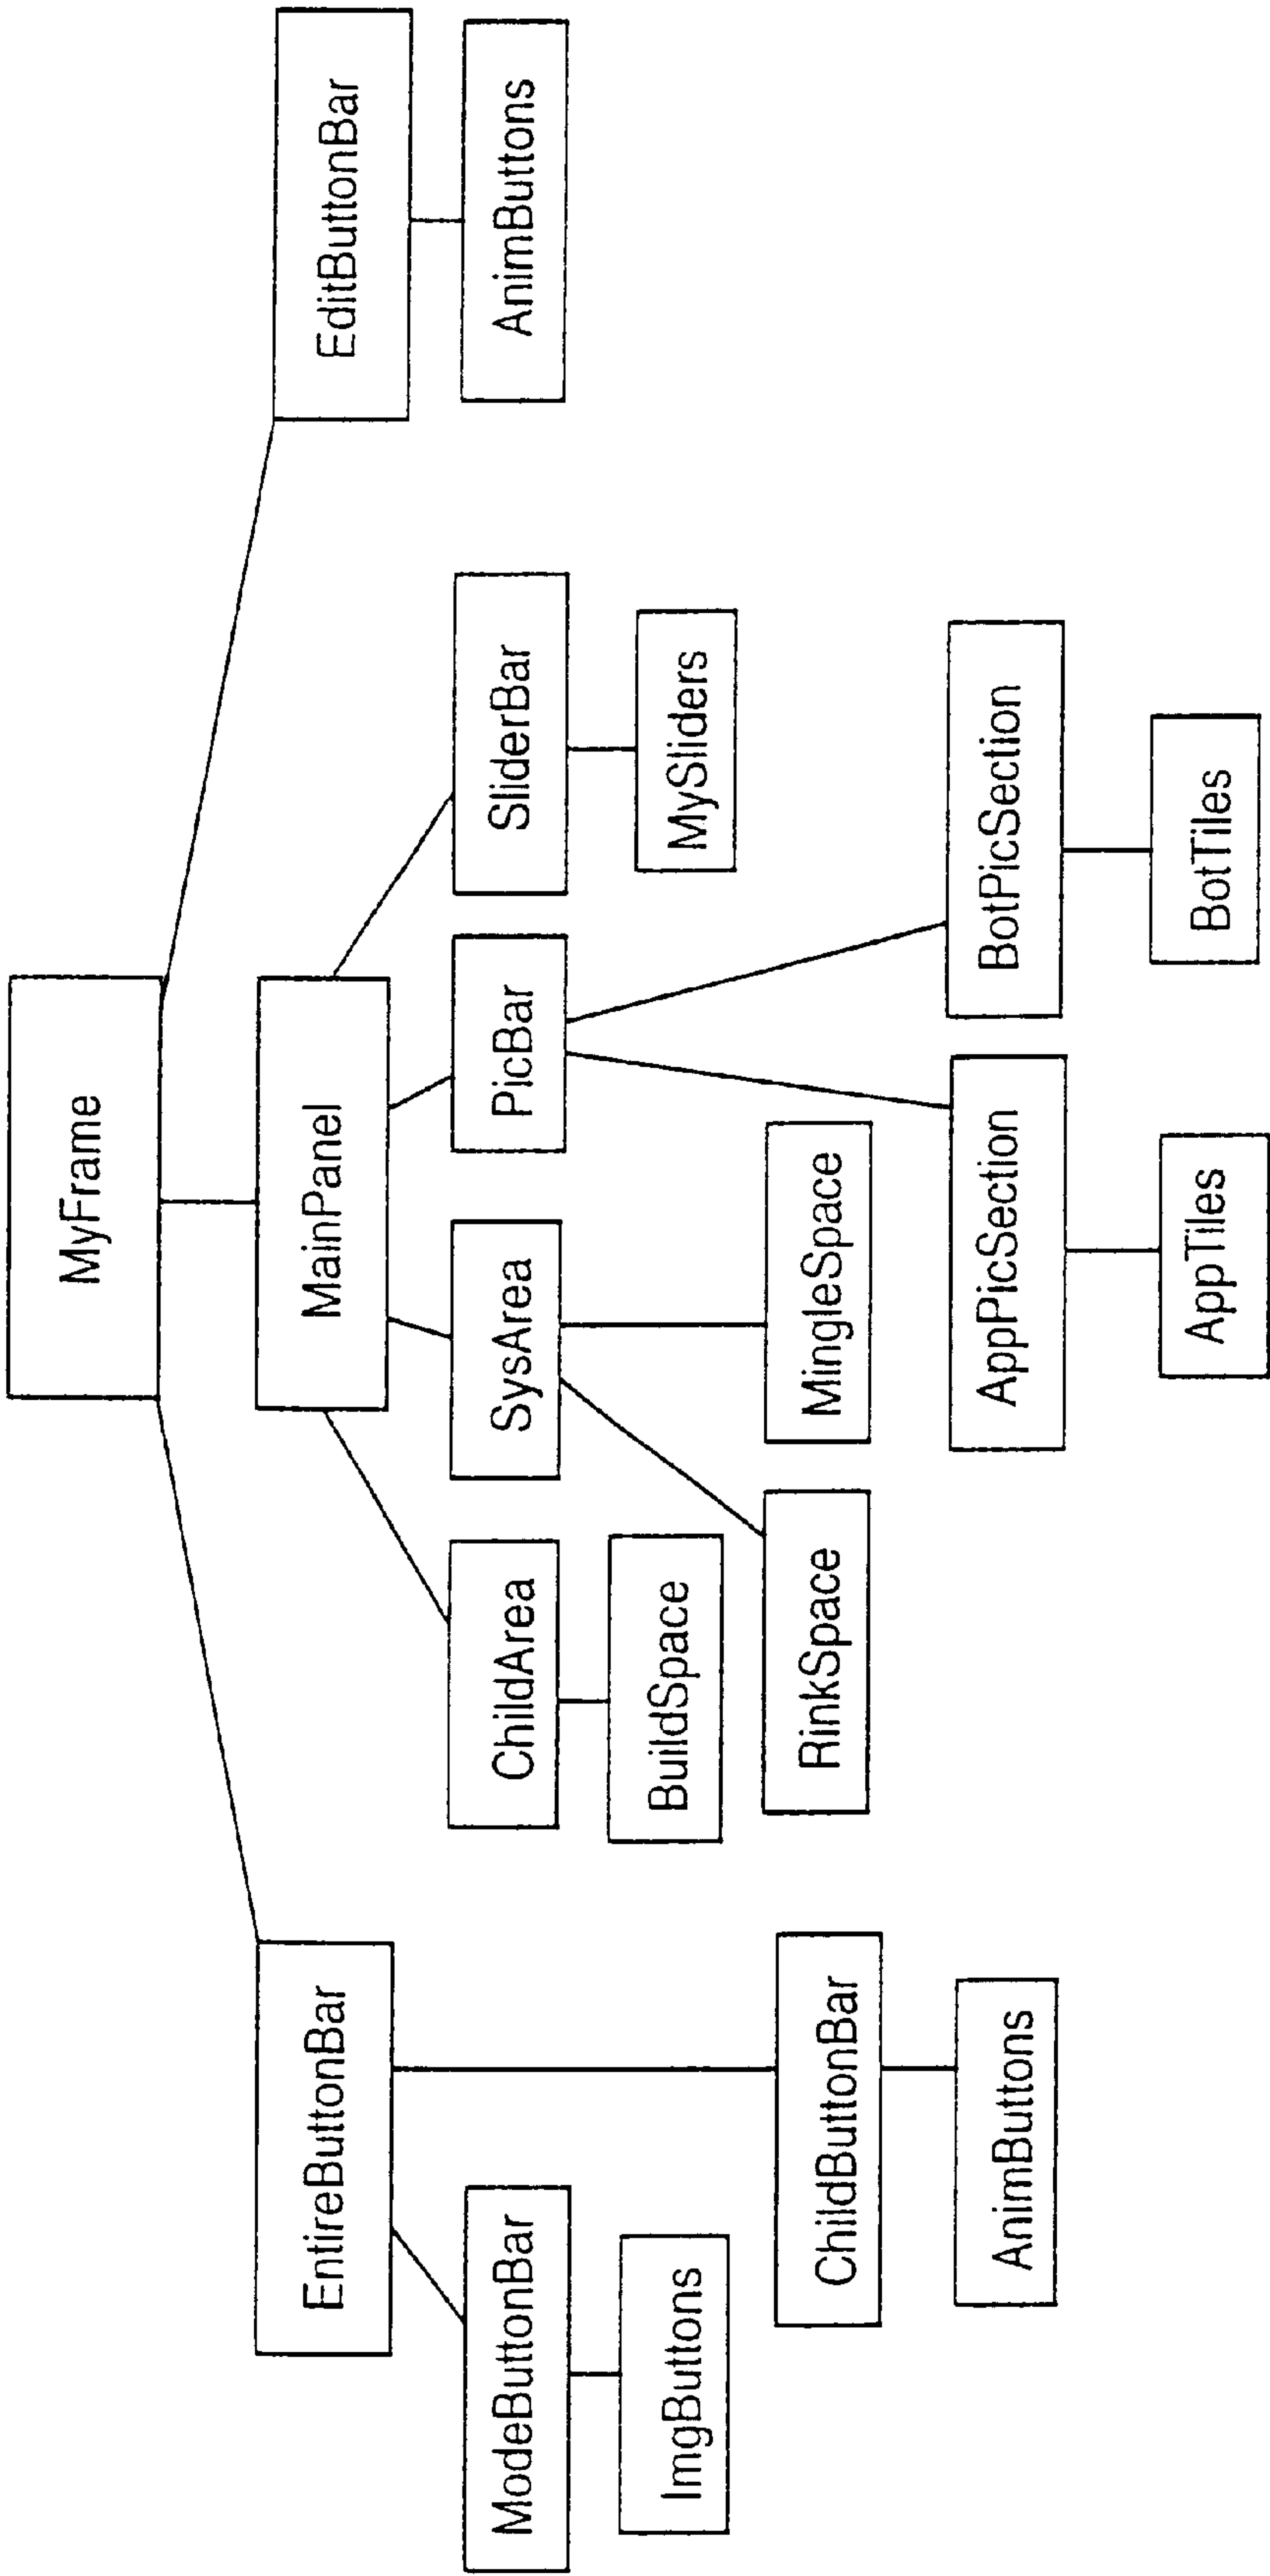 MyFrame
EntireButtonBar
MainPanel
EditButtonBar
ModeButtonBar
ChildArea
SysArea
PicBar
SliderBar
AnimButtons
ImgButtons
BuildSpace
MySliders
ChildButtonBar
RinkSpace
MingleSpace
AnimButtons
AppPicSection
BotPicSection
AppTiles
BotTiles